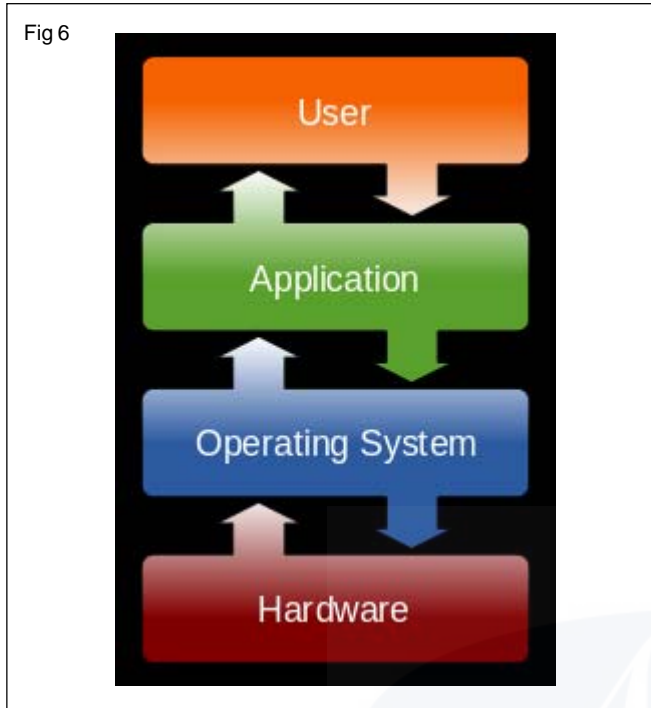 Fig 6
User
Application
Operating System
Hardware